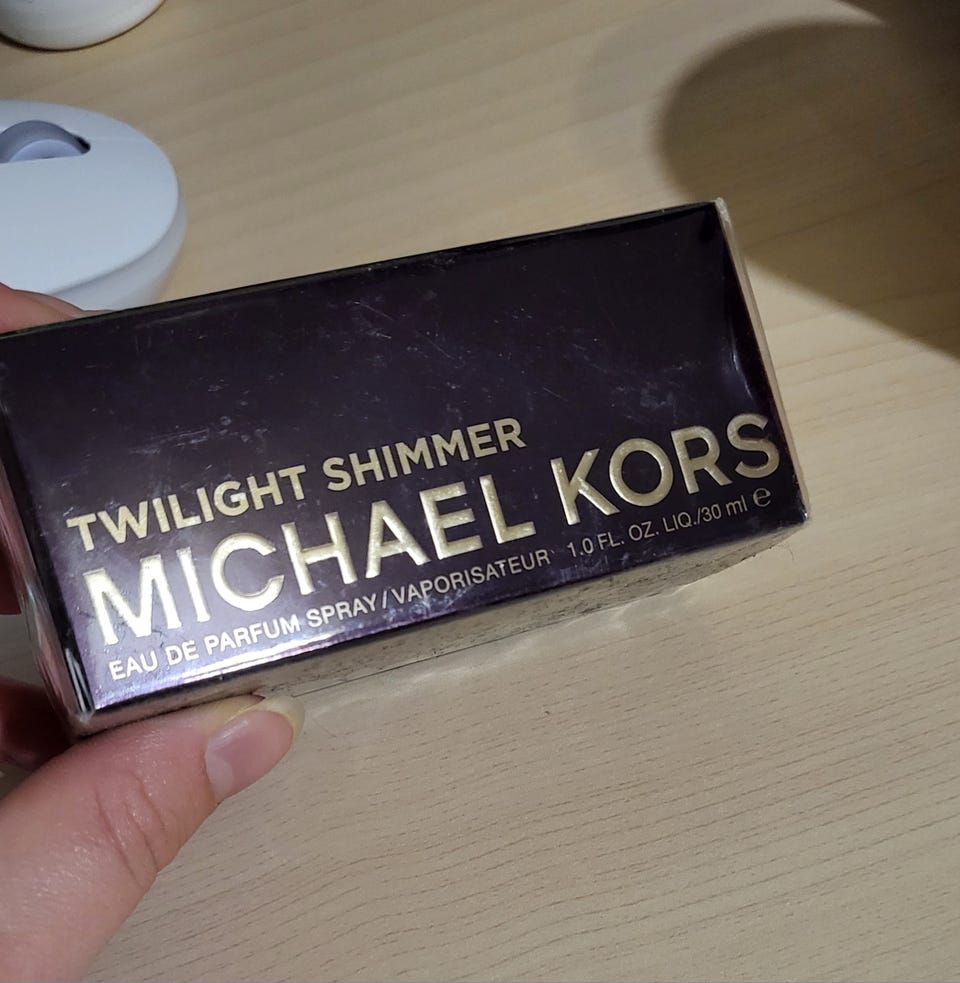 TWILIGHT SHIMMER
MICHAEL KORS
EAU DE PARFUM SPRAY/VAPORISATEUR 1.0 FL. OZ. LIQ./30 ml ℮